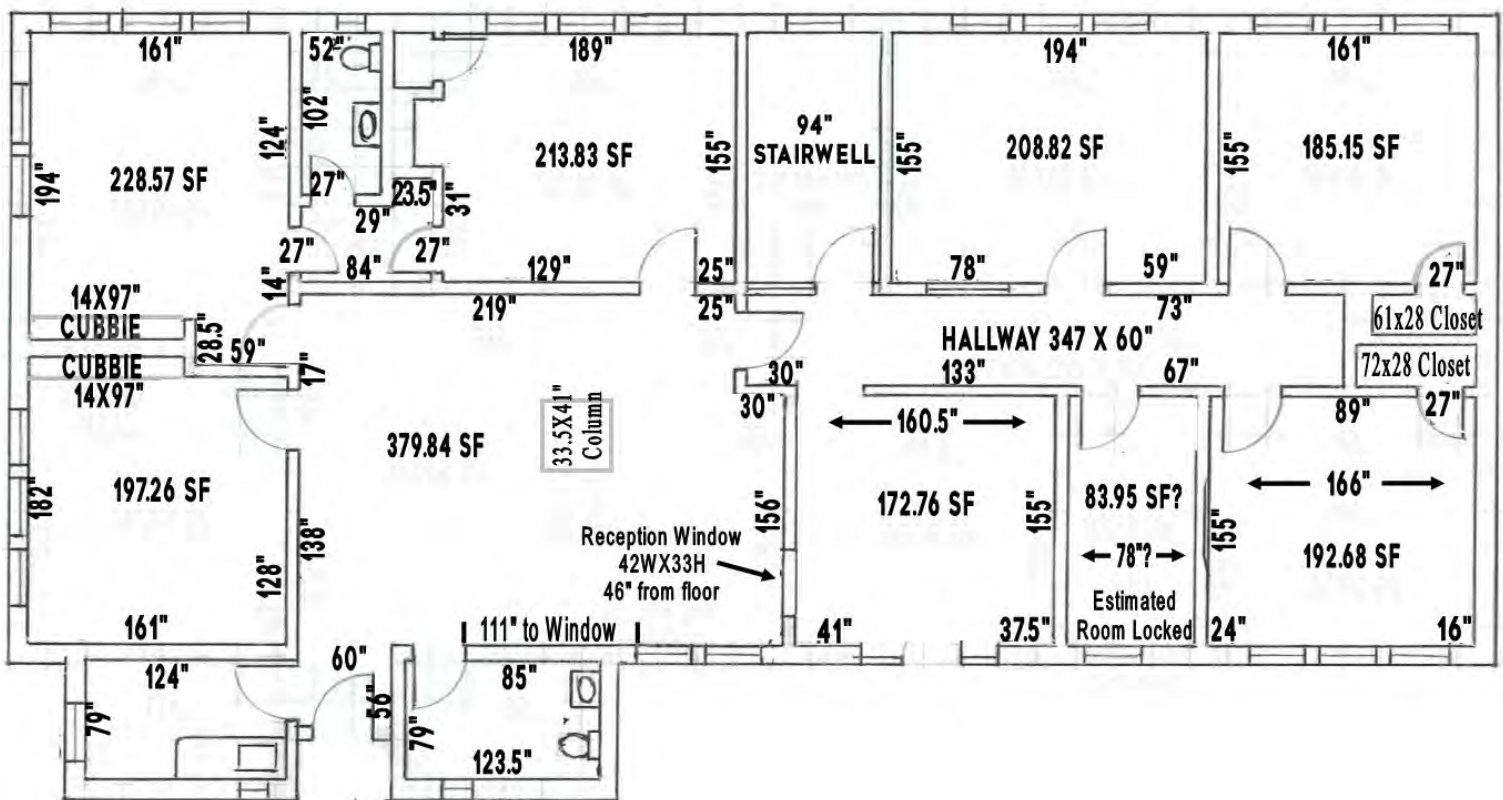 161"
52"
189"
194"
161"
102"
124"
94"
STAIRWELL
155"
155"
155"
213.83 SF
208.82 SF
185.15 SF
194"
228.57 SF
27"
23.5"
31"
29"
27"
84"
27"
129"
25"
78"
59"
27"
14"
14X97"
CUBBIE
28.5"
59"
219"
25"
73"
61x28 Closet
HALLWAY 347 X 60"
CUBBIE
14X97"
17"
30"
133"
67"
72x28 Closet
30"
33.5X41"
Column
160.5"
89"
27"
379.84 SF
182"
197.26 SF
138"
128"
156"
172.76 SF
155"
83.95 SF?
166"
155"
192.68 SF
78"?
Reception Window
42WX33H
46" from floor
Estimated
Room Locked
161"
111" to Window
41"
37.5"
24"
16"
60"
124"
85"
56"
79"
79"
123.5"